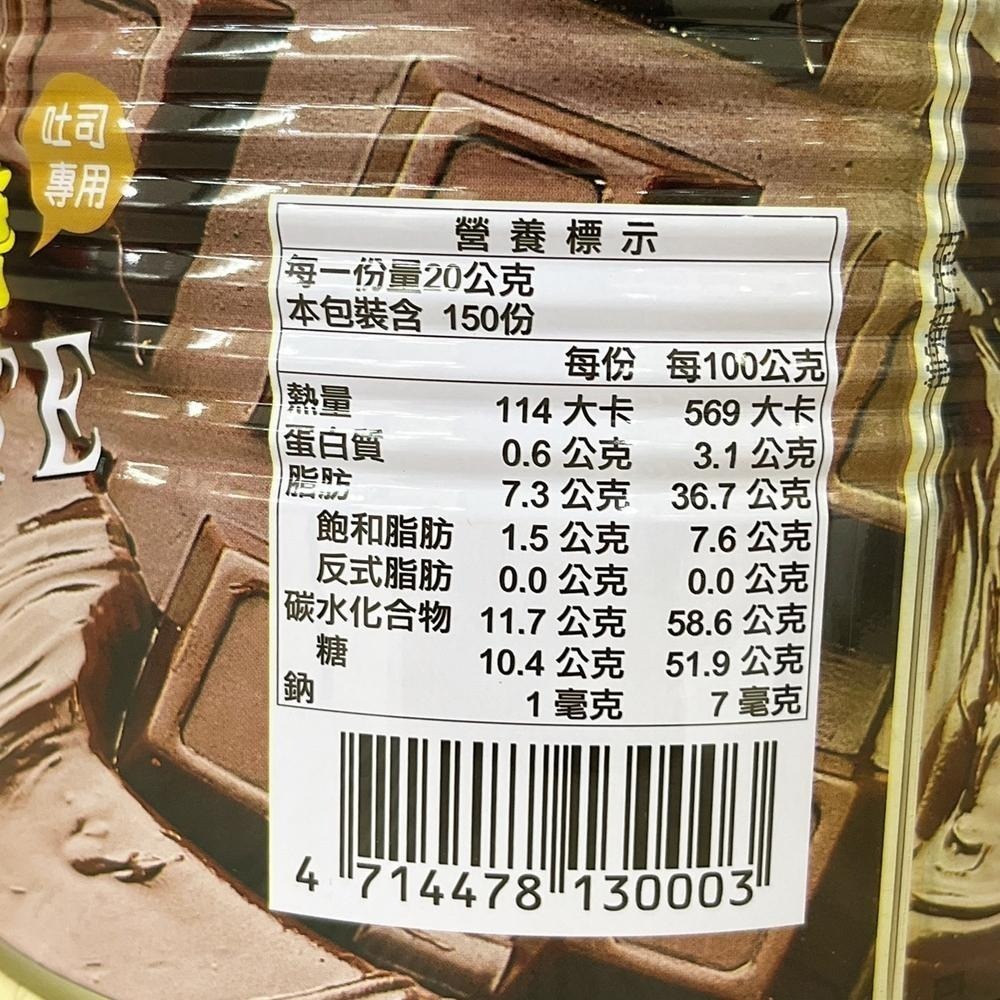 吐司
專用
營養標示
每一份量20公克
本包裝含 150份
每份 每100公克
熱量 114 大卡 569 大卡
蛋白質 0.6 公克 3.1 公克
脂肪 7.3 公克 36.7 公克
飽和脂肪 1.5 公克 7.6 公克
反式脂肪 0.0 公克 0.0 公克
碳水化合物 11.7 公克 58.6 公克
糖 10.4 公克 51.9 公克
鈉 1 毫克 7 毫克
4 714478 130003